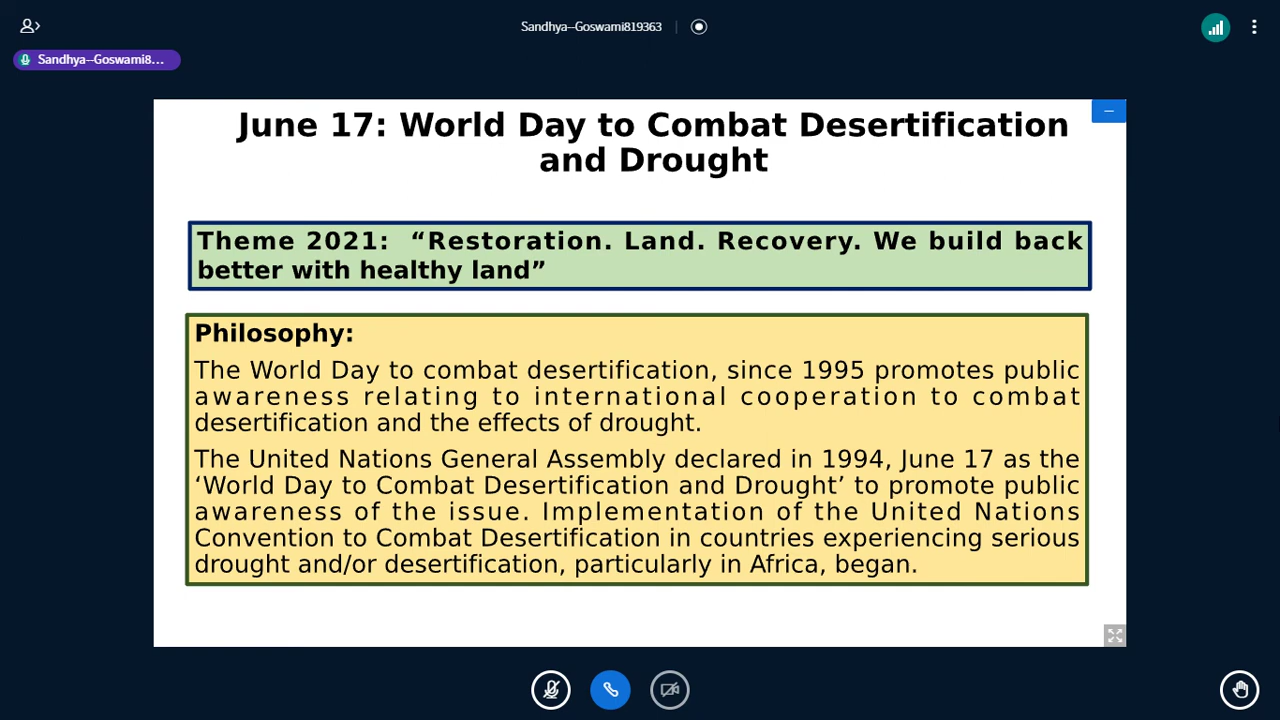 Sandhya--Goswami819363
Sandhya--Goswami8...
June 17: World Day to Combat Desertification
and Drought
Theme 2021: “Restoration. Land. Recovery. We build back
better with healthy land”
Philosophy:
The World Day to combat desertification, since 1995 promotes public
awareness relating to international cooperation to combat
desertification and the effects of drought.
The United Nations General Assembly declared in 1994, June 17 as the
‘World Day to Combat Desertification and Drought’ to promote public
awareness of the issue. Implementation of the United Nations
Convention to Combat Desertification in countries experiencing serious
drought and/or desertification, particularly in Africa, began.